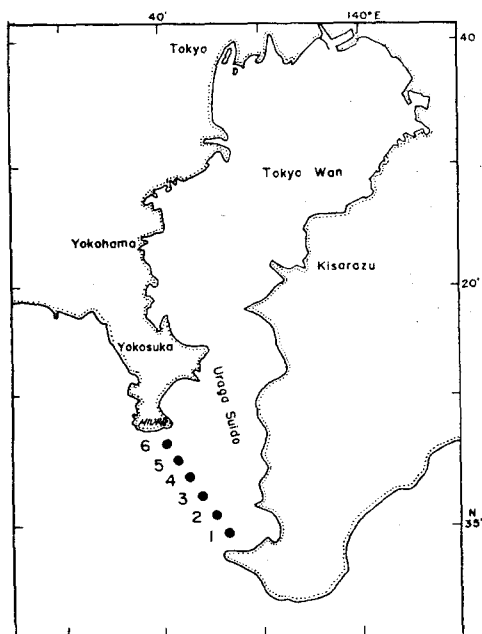 40'
140°E
Tokyo
40
Tokyo Wan
Yokohama
Kisarazu
20'
Yokosuka
Uraga Suido
6
5
4
3
2
1
N
35°